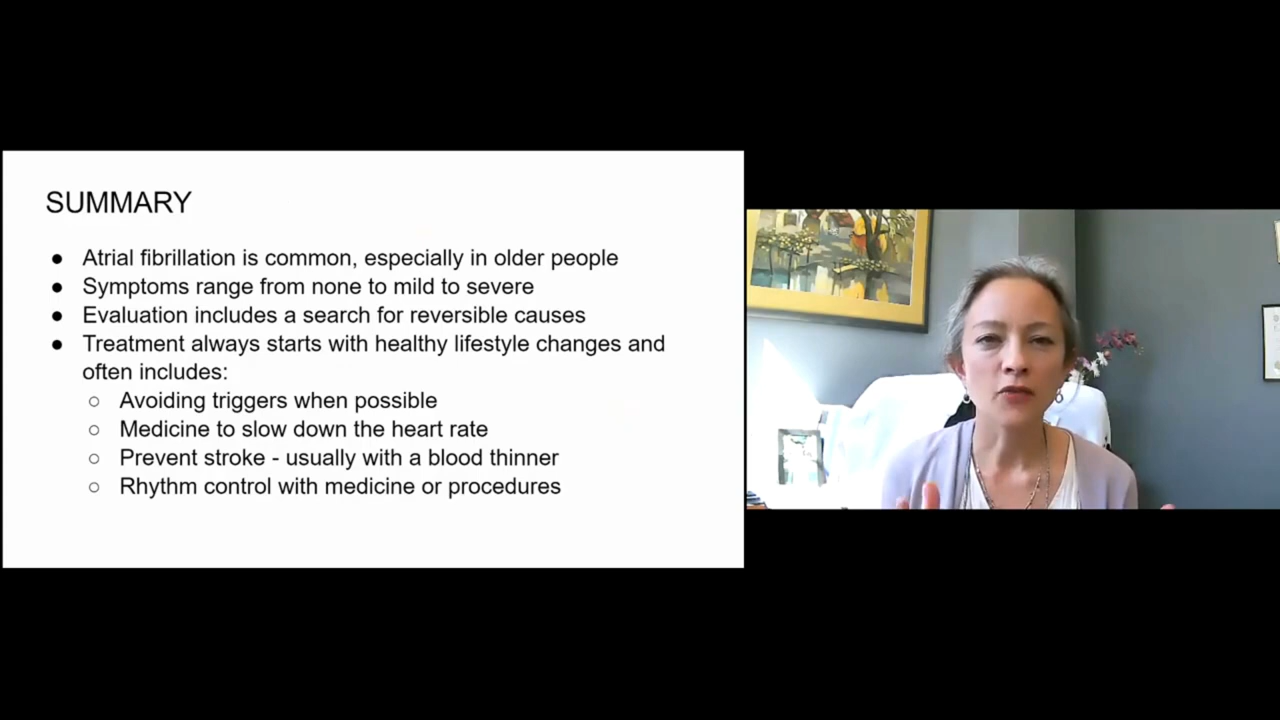 SUMMARY
● Atrial fibrillation is common, especially in older people
● Symptoms range from none to mild to severe
● Evaluation includes a search for reversible causes
● Treatment always starts with healthy lifestyle changes and
often includes:
○ Avoiding triggers when possible
○ Medicine to slow down the heart rate
○ Prevent stroke - usually with a blood thinner
○ Rhythm control with medicine or procedures